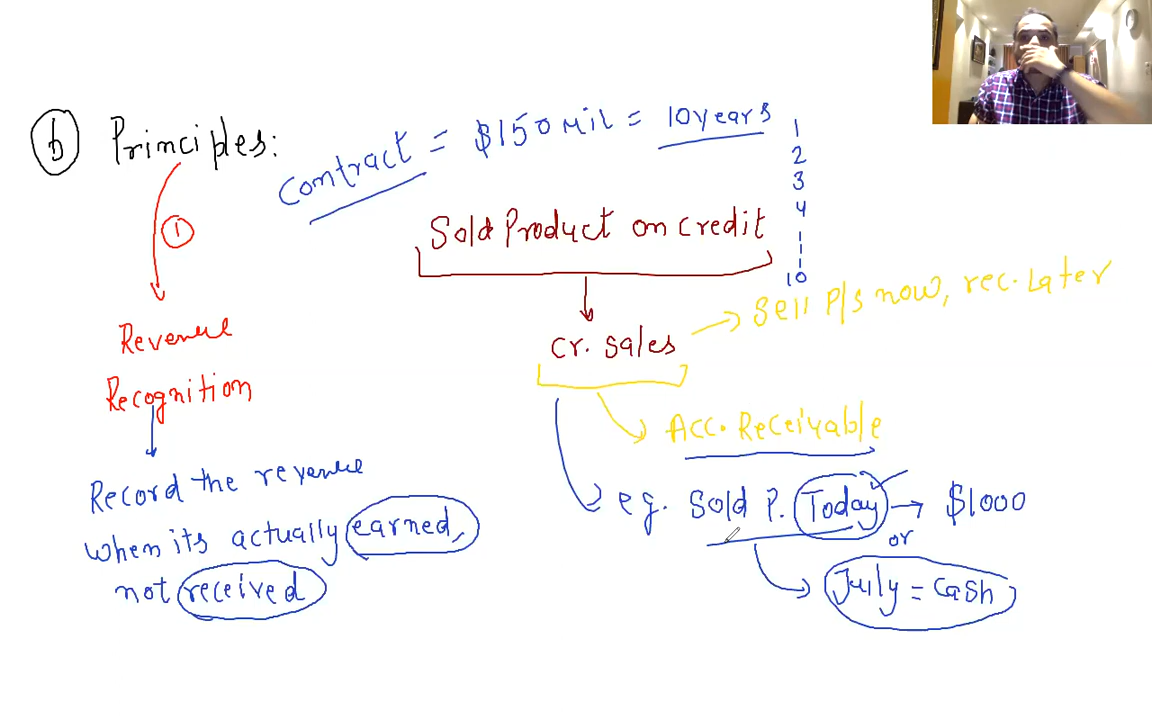 b Principles:
Contract = $150 Mil = 10 years
1
2
3
4
10
1
Sold Product on Credit
Revenue
Recognition
Cr. Sales
Sell P/S now, rec. Later
Acc. Receivable
Record the revenue
when its actually earned,
not received
e.g. Sold P. Today → $1000
or
July = Cash